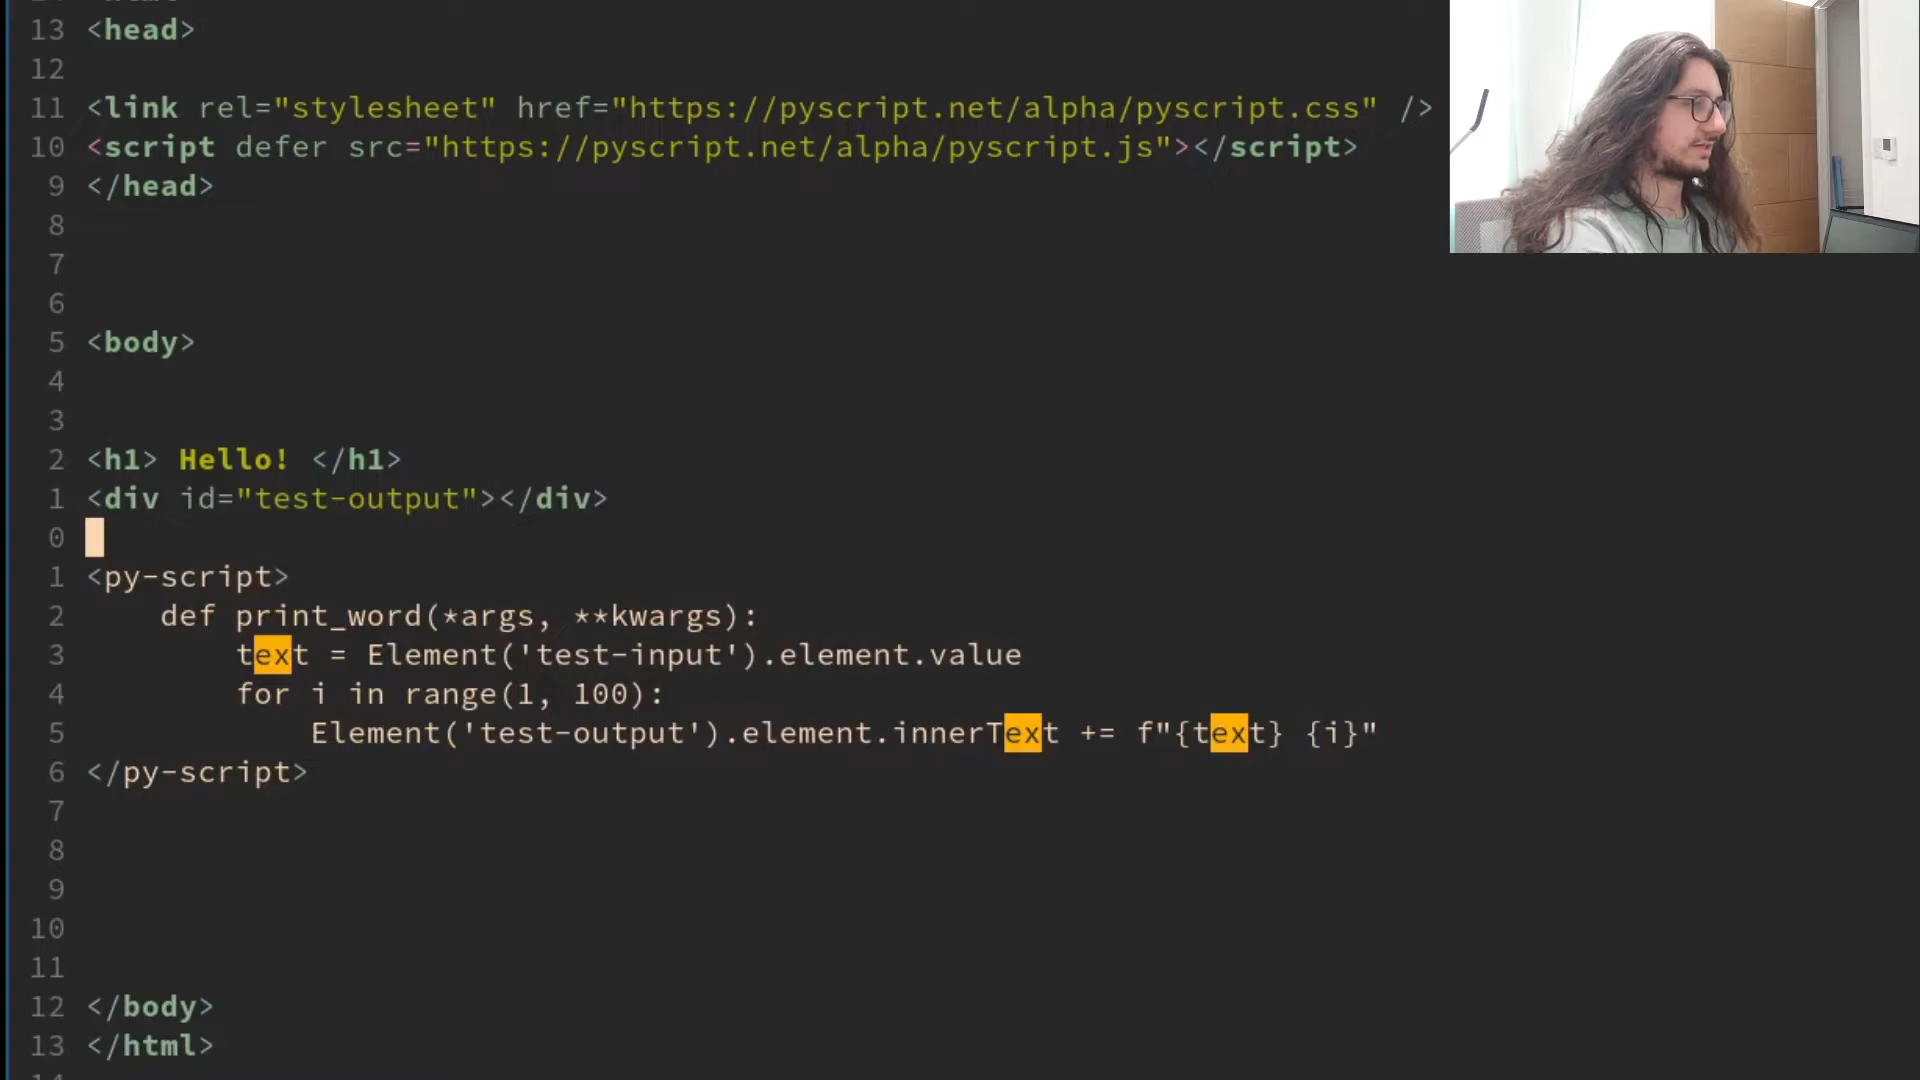 13 <head>
12
11 <link rel="stylesheet" href="https://pyscript.net/alpha/pyscript.css" />
10 <script defer src="https://pyscript.net/alpha/pyscript.js"></script>
9 </head>
8
7
6
5 <body>
4
3
2 <h1> Hello! </h1>
1 <div id="test-output"></div>
0
1 <py-script>
2     def print_word(*args, **kwargs):
3         text = Element('test-input').element.value
4         for i in range(1, 100):
5             Element('test-output').element.innerText += f"{text} {i}"
6 </py-script>
7
8
9
10
11
12 </body>
13 </html>